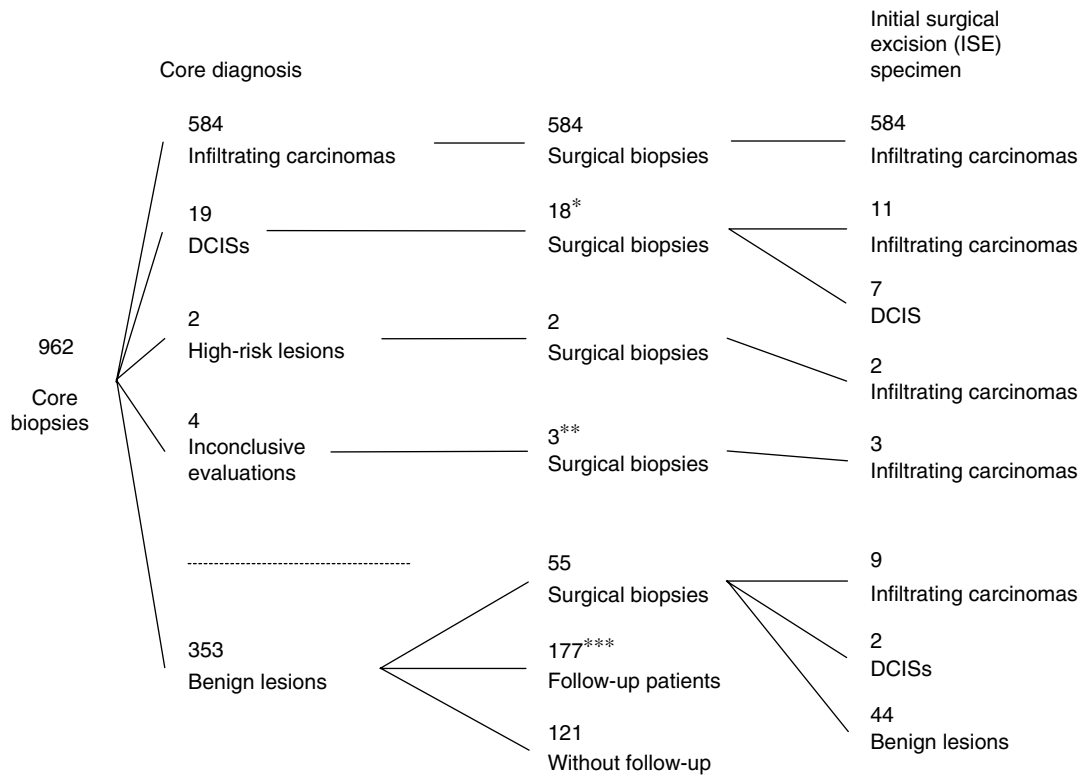 Core diagnosis
Initial surgical
excision (ISE)
specimen
962
Core
biopsies
584
Infiltrating carcinomas
584
Surgical biopsies
584
Infiltrating carcinomas
19
DCISs
18*
Surgical biopsies
11
Infiltrating carcinomas
7
DCIS
2
High-risk lesions
2
Surgical biopsies
2
Infiltrating carcinomas
4
Inconclusive
evaluations
3**
Surgical biopsies
3
Infiltrating carcinomas
353
Benign lesions
55
Surgical biopsies
9
Infiltrating carcinomas
2
DCISs
44
Benign lesions
177***
Follow-up patients
121
Without follow-up